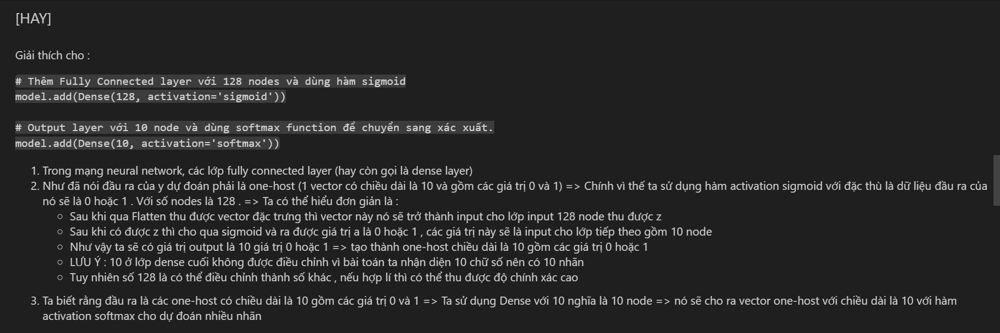 [HAY]
Giải thích cho :
# Thêm Fully Connected layer với 128 nodes và dùng hàm sigmoid
model.add(Dense(128, activation='sigmoid'))
# Output layer với 10 node và dùng softmax function để chuyển sang xác xuất.
model.add(Dense(10, activation='softmax'))
1. Trong mạng neural network, các lớp fully connected layer (hay còn gọi là dense layer)
2. Như đã nói đầu ra của y dự đoán phải là one-host (1 vector có chiều dài là 10 và gồm các giá trị 0 và 1) => Chính vì thế ta sử dụng hàm activation sigmoid với đặc thù là dữ liệu đầu ra của
nó sẽ là 0 hoặc 1 . Với số nodes là 128 . => Ta có thể hiểu đơn giản là :
○ Sau khi qua Flatten thu được vector đặc trưng thì vector này nó sẽ trở thành input cho lớp input 128 node thu được z
○ Sau khi có được z thì cho qua sigmoid và ra được giá trị a là 0 hoặc 1 , các giá trị này sẽ là input cho lớp tiếp theo gồm 10 node
○ Như vậy ta sẽ có giá trị output là 10 giá trị 0 hoặc 1 => tạo thành one-host chiều dài là 10 gồm các giá trị 0 hoặc 1
○ LƯU Ý : 10 ở lớp dense cuối không được điều chỉnh vì bài toán ta nhận diện 10 chữ số nên có 10 nhãn
○ Tuy nhiên số 128 là có thể điều chỉnh thành số khác , nếu hợp lí thì có thể thu được độ chính xác cao
3. Ta biết rằng đầu ra là các one-host có chiều dài là 10 gồm các giá trị 0 và 1 => Ta sử dụng Dense với 10 nghĩa là 10 node => nó sẽ cho ra vector one-host với chiều dài là 10 với hàm
activation softmax cho dự đoán nhiều nhãn